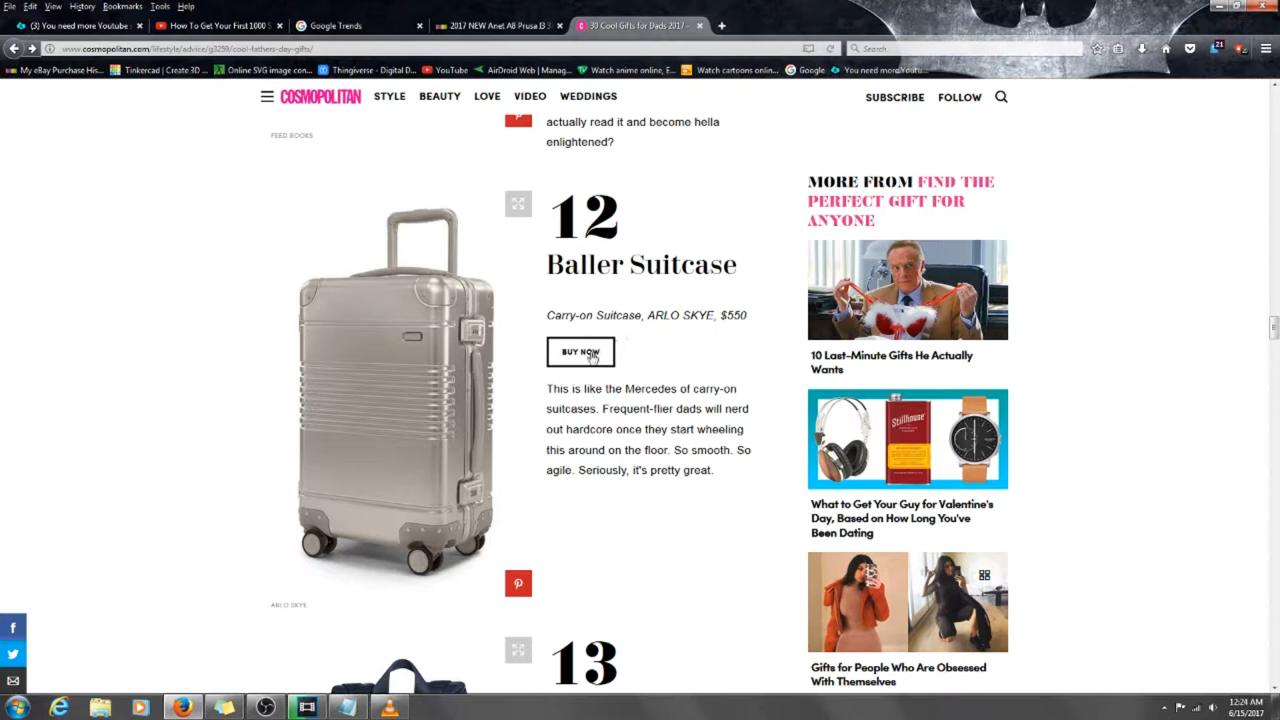 File Edit View History Bookmarks Tools Help
(3) You need more Youtube s
How To Get Your First 1000 S
Google Trends
2017 NEW Anet A8 Prusa I3 3
30 Cool Gifts for Dads 2017 -
www.cosmopolitan.com/lifestyle/advice/g3259/cool-fathers-day-gifts/
Search
21
My eBay Purchase His...
Tinkercad | Create 3D ...
Online SVG image con...
Thingiverse - Digital D...
YouTube
AirDroid Web | Manag...
Watch anime online, E...
Watch cartoons onlin...
Google
You need more Youtu...
COSMOPOLITAN STYLE BEAUTY LOVE VIDEO WEDDINGS
SUBSCRIBE FOLLOW
actually read it and become hella
enlightened?
FEED BOOKS
12
Baller Suitcase
Carry-on Suitcase, ARLO SKYE, $550
BUY NOW
This is like the Mercedes of carry-on
suitcases. Frequent-flier dads will nerd
out hardcore once they start wheeling
this around on the floor. So smooth. So
agile. Seriously, it's pretty great.
ARLO SKYE
13
MORE FROM FIND THE
PERFECT GIFT FOR
ANYONE
10 Last-Minute Gifts He Actually
Wants
Stillhouse
What to Get Your Guy for Valentine's
Day, Based on How Long You've
Been Dating
Gifts for People Who Are Obsessed
With Themselves
12:24 AM
6/15/2017